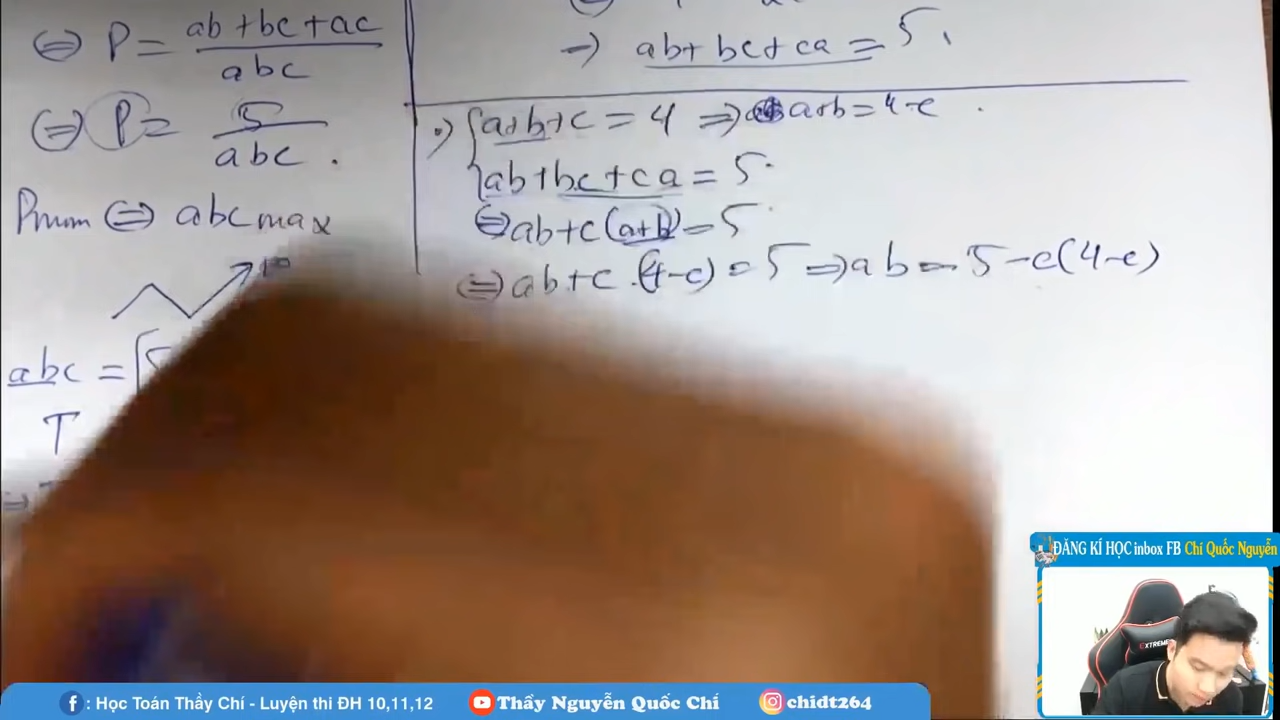 ⇔ P = ab+bc+ac / abc
⇔ P = 5 / abc .
Pmin ⇔ abc max
abc =
T
→ ab+bc+ca = 5.
•) { a+b+c = 4 ⇒ a+b = 4-c
ab+bc+ca = 5
⇔ ab+c(a+b) = 5
⇔ ab+c.(4-c) = 5 ⇒ ab = 5-c(4-c)
ĐĂNG KÍ HỌC inbox FB Chí Quốc Nguyễn
EXTREME
: Học Toán Thầy Chí - Luyện thi ĐH 10,11,12
Thầy Nguyễn Quốc Chí
chidt264